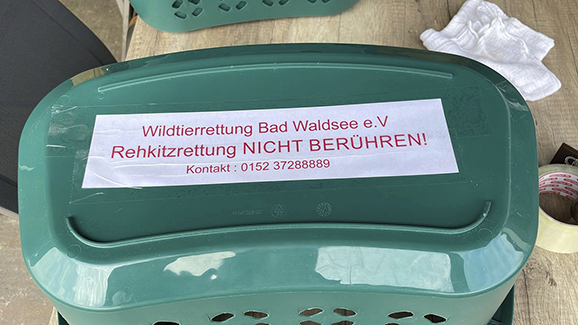 Wildtierrettung Bad Waldsee e.V
Rehkitzrettung NICHT BERÜHREN!
Kontakt : 0152 37288889